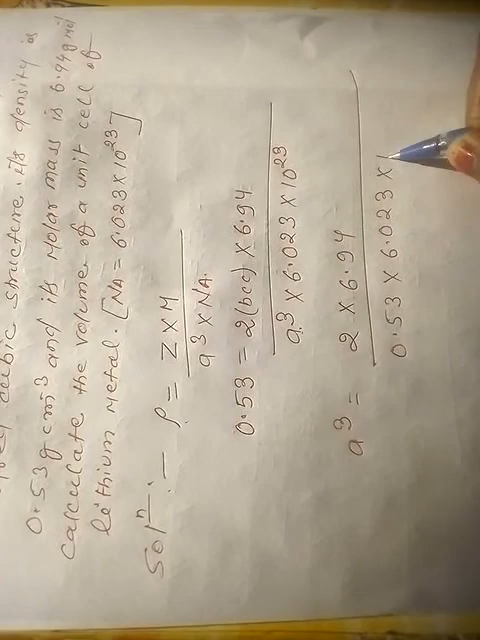 cubic structure. its density is
0.53 g cm⁻³ and its Molar mass is 6.94 g mol
calculate the volume of a unit cell of
lithium Metal. [NA = 6.023 × 10²³]
Solⁿ :- ρ = Z × M / a³ × NA.
0.53 = 2(bcc) × 6.94 / a³ × 6.023 × 10²³
a³ = 2 × 6.94 / 0.53 × 6.023 ×